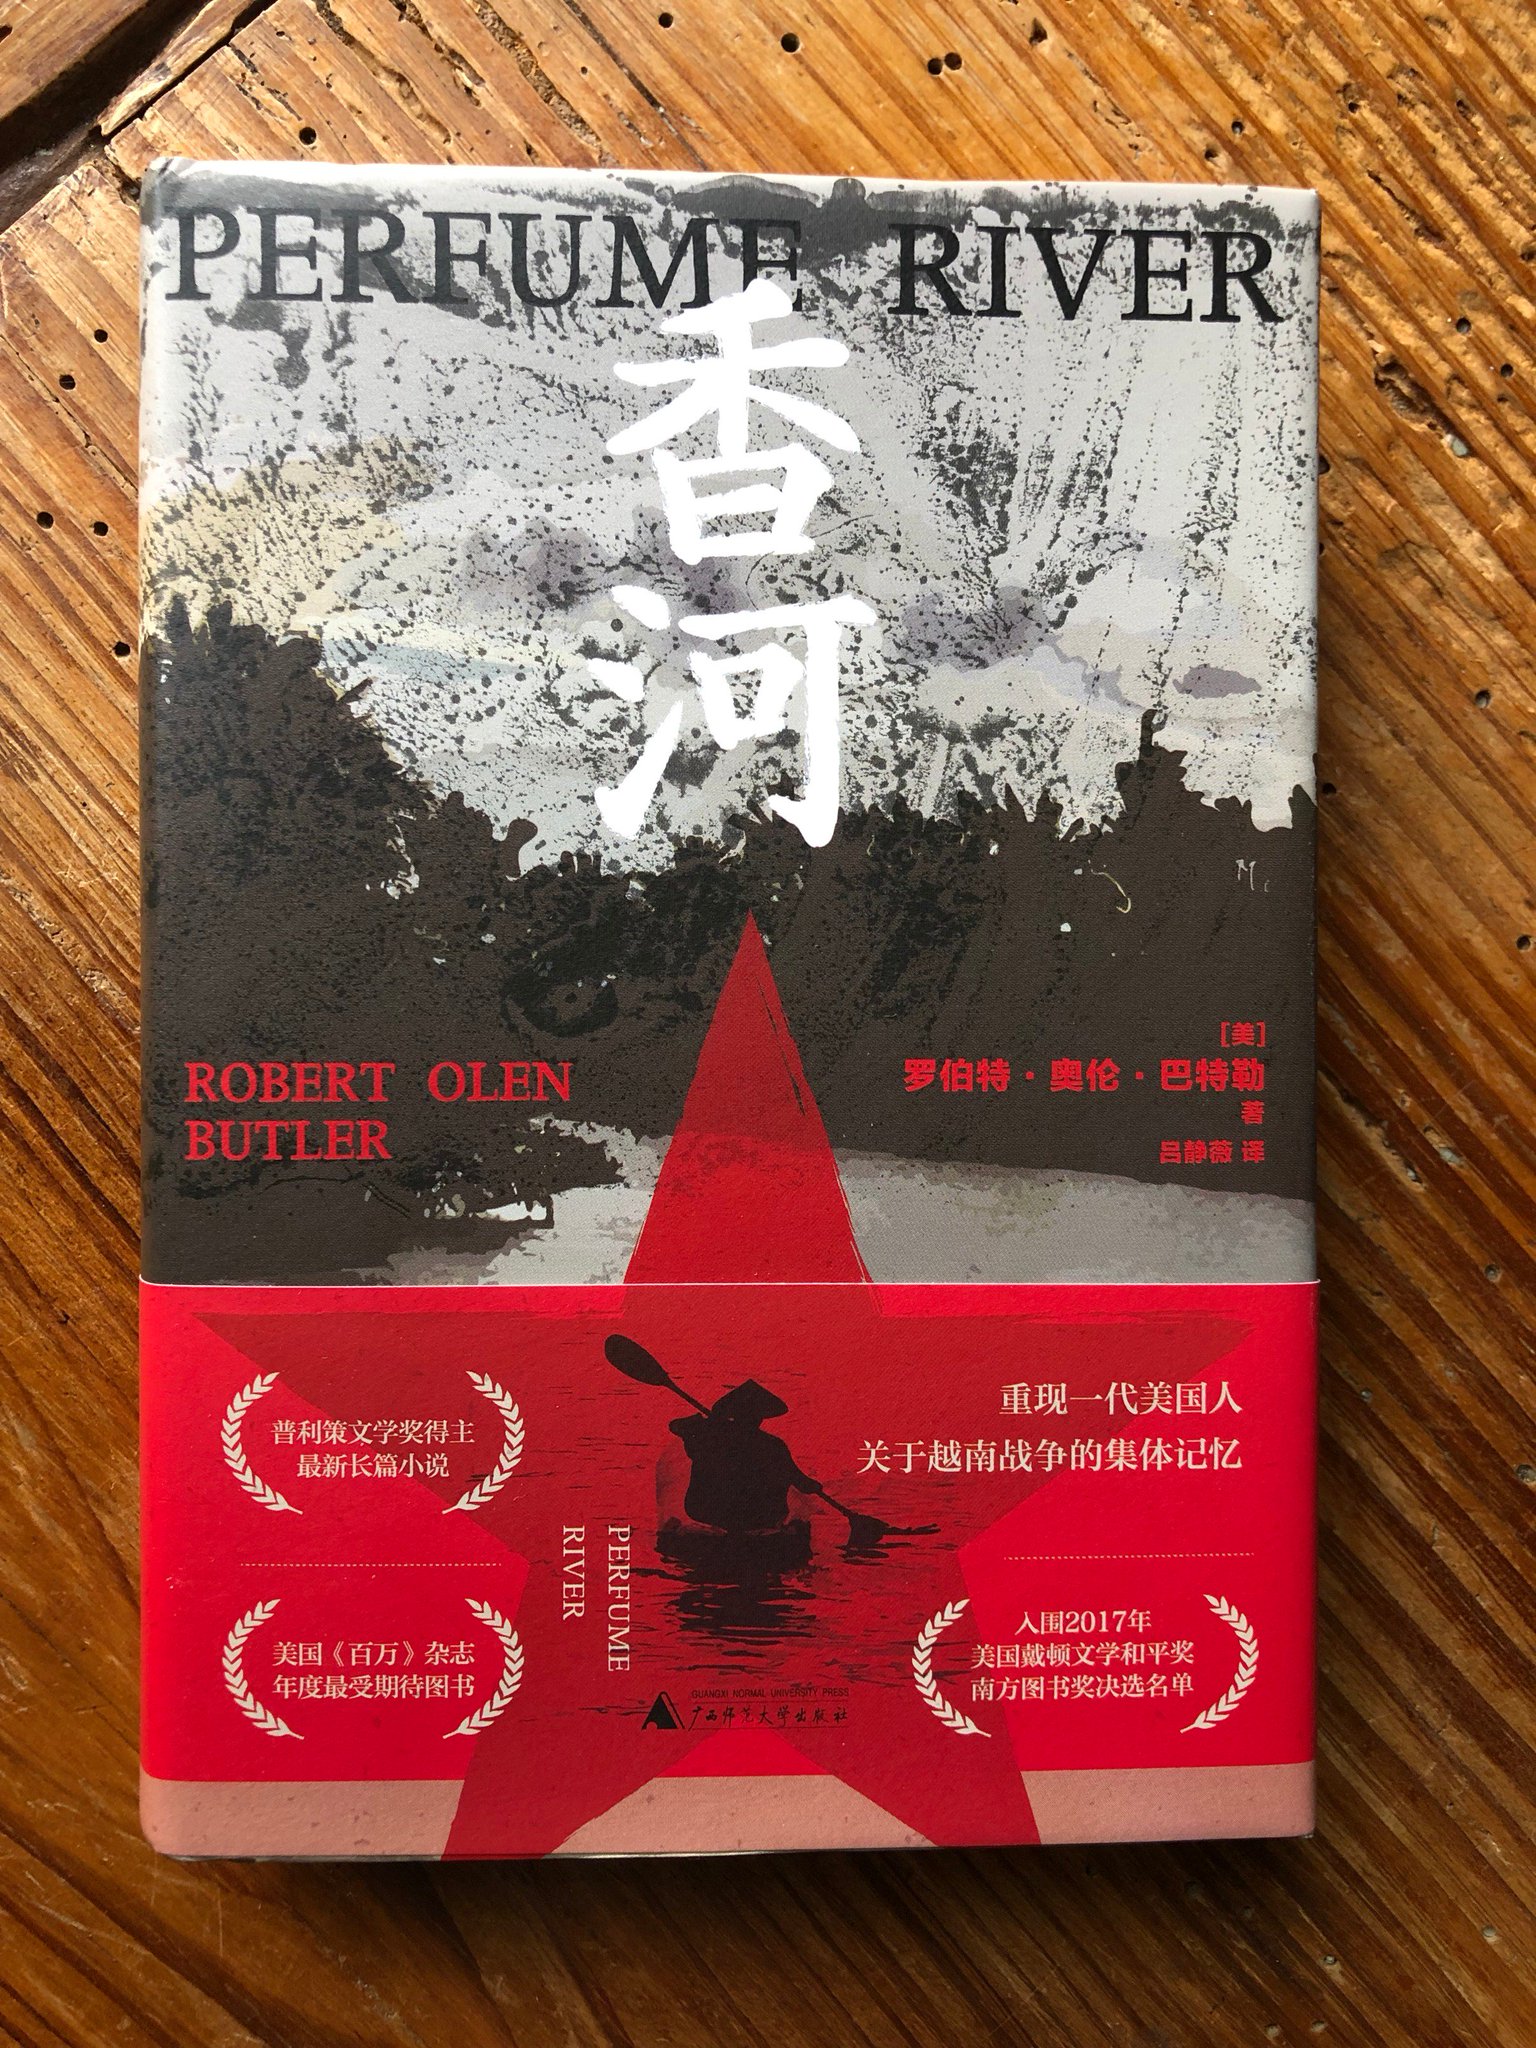 PERFUME RIVER
香河
ROBERT OLEN
BUTLER
[美]
罗伯特·奥伦·巴特勒
著
吕静薇 译
普利策文学奖得主
最新长篇小说
重现一代美国人
关于越南战争的集体记忆
PERFUME
RIVER
美国《百万》杂志
年度最受期待图书
入围2017年
美国戴顿文学和平奖
南方图书奖决选名单
GUANGXI NORMAL UNIVERSITY PRESS
广西师范大学出版社